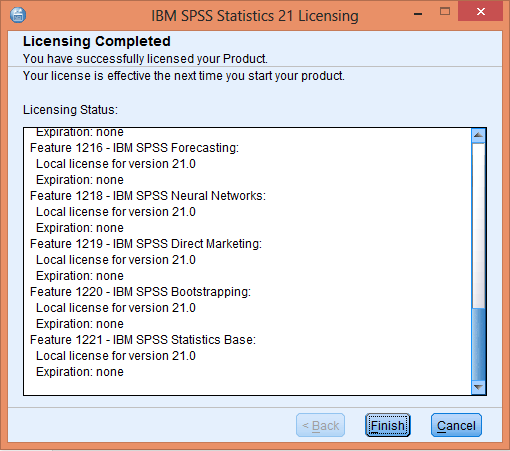 IBM SPSS Statistics 21 Licensing
Licensing Completed
You have successfully licensed your Product.
Your license is effective the next time you start your product.
Licensing Status:
Expiration: none
Feature 1216 - IBM SPSS Forecasting:
Local license for version 21.0
Expiration: none
Feature 1218 - IBM SPSS Neural Networks:
Local license for version 21.0
Expiration: none
Feature 1219 - IBM SPSS Direct Marketing:
Local license for version 21.0
Expiration: none
Feature 1220 - IBM SPSS Bootstrapping:
Local license for version 21.0
Expiration: none
Feature 1221 - IBM SPSS Statistics Base:
Local license for version 21.0
Expiration: none
< Back Finish Cancel